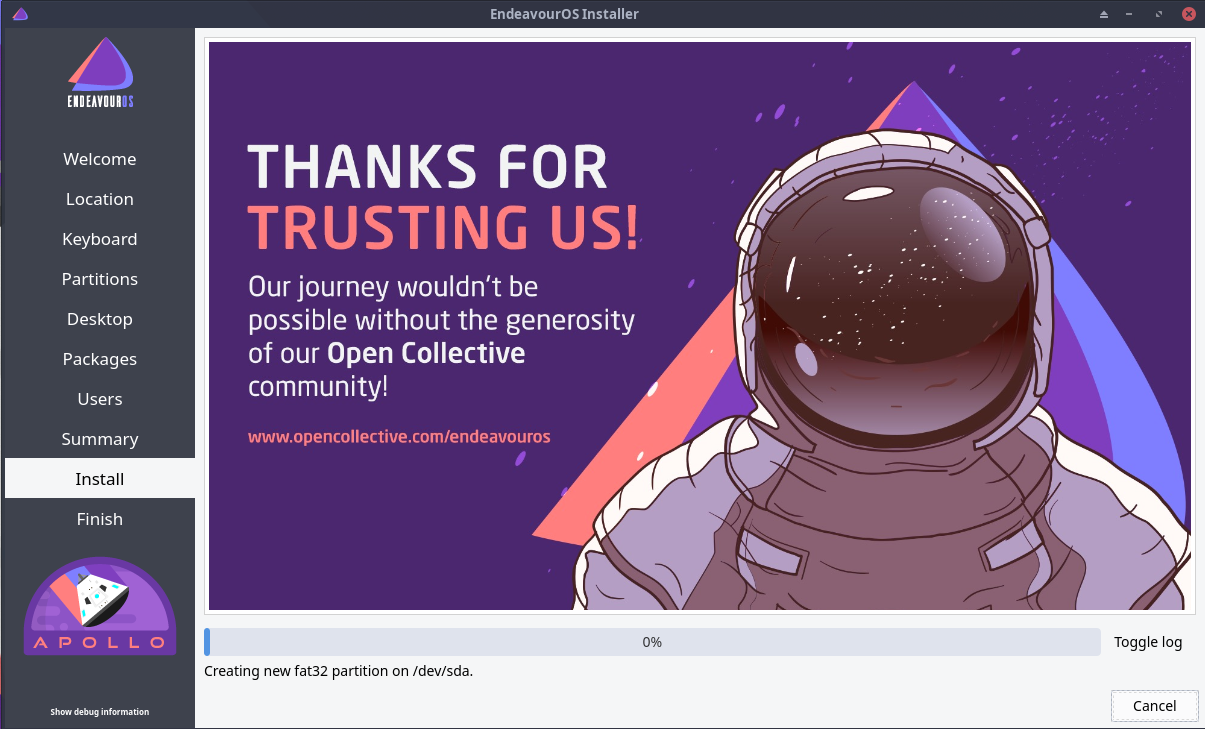 EndeavourOS Installer
ENDEAVOUROS
Welcome
Location
Keyboard
Partitions
Desktop
Packages
Users
Summary
Install
Finish
APOLLO
Show debug information
THANKS FOR
TRUSTING US!
Our journey wouldn't be
possible without the generosity
of our Open Collective
community!
www.opencollective.com/endeavouros
0%
Toggle log
Creating new fat32 partition on /dev/sda.
Cancel